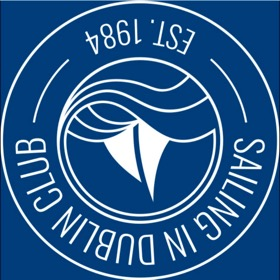 SAILING IN DUBLIN CLUB
EST. 1984